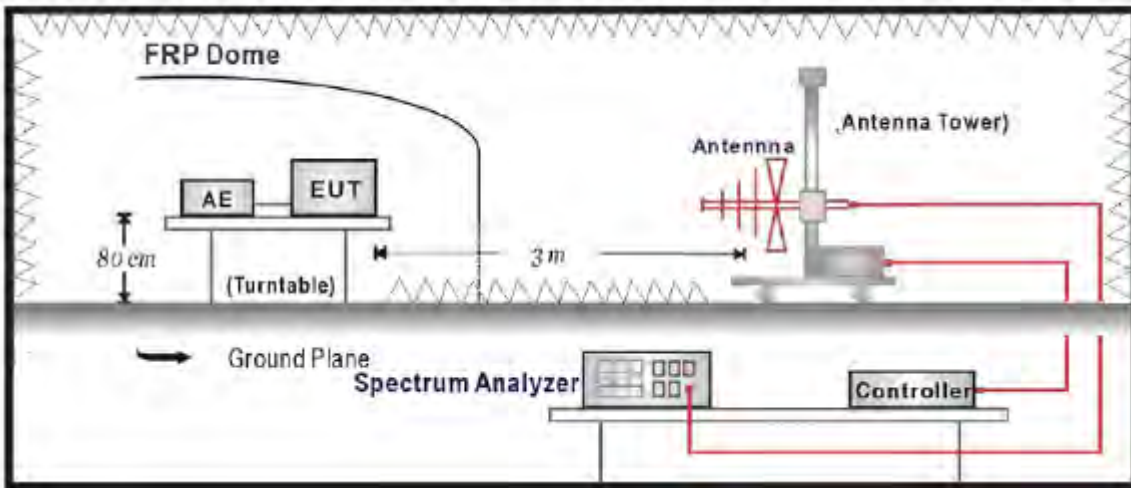 FRP Dome
,Antenna Tower)
Antennna
AE
EUT
80 cm
3 m
(Turntable)
Ground Plane
Spectrum Analyzer
Controller